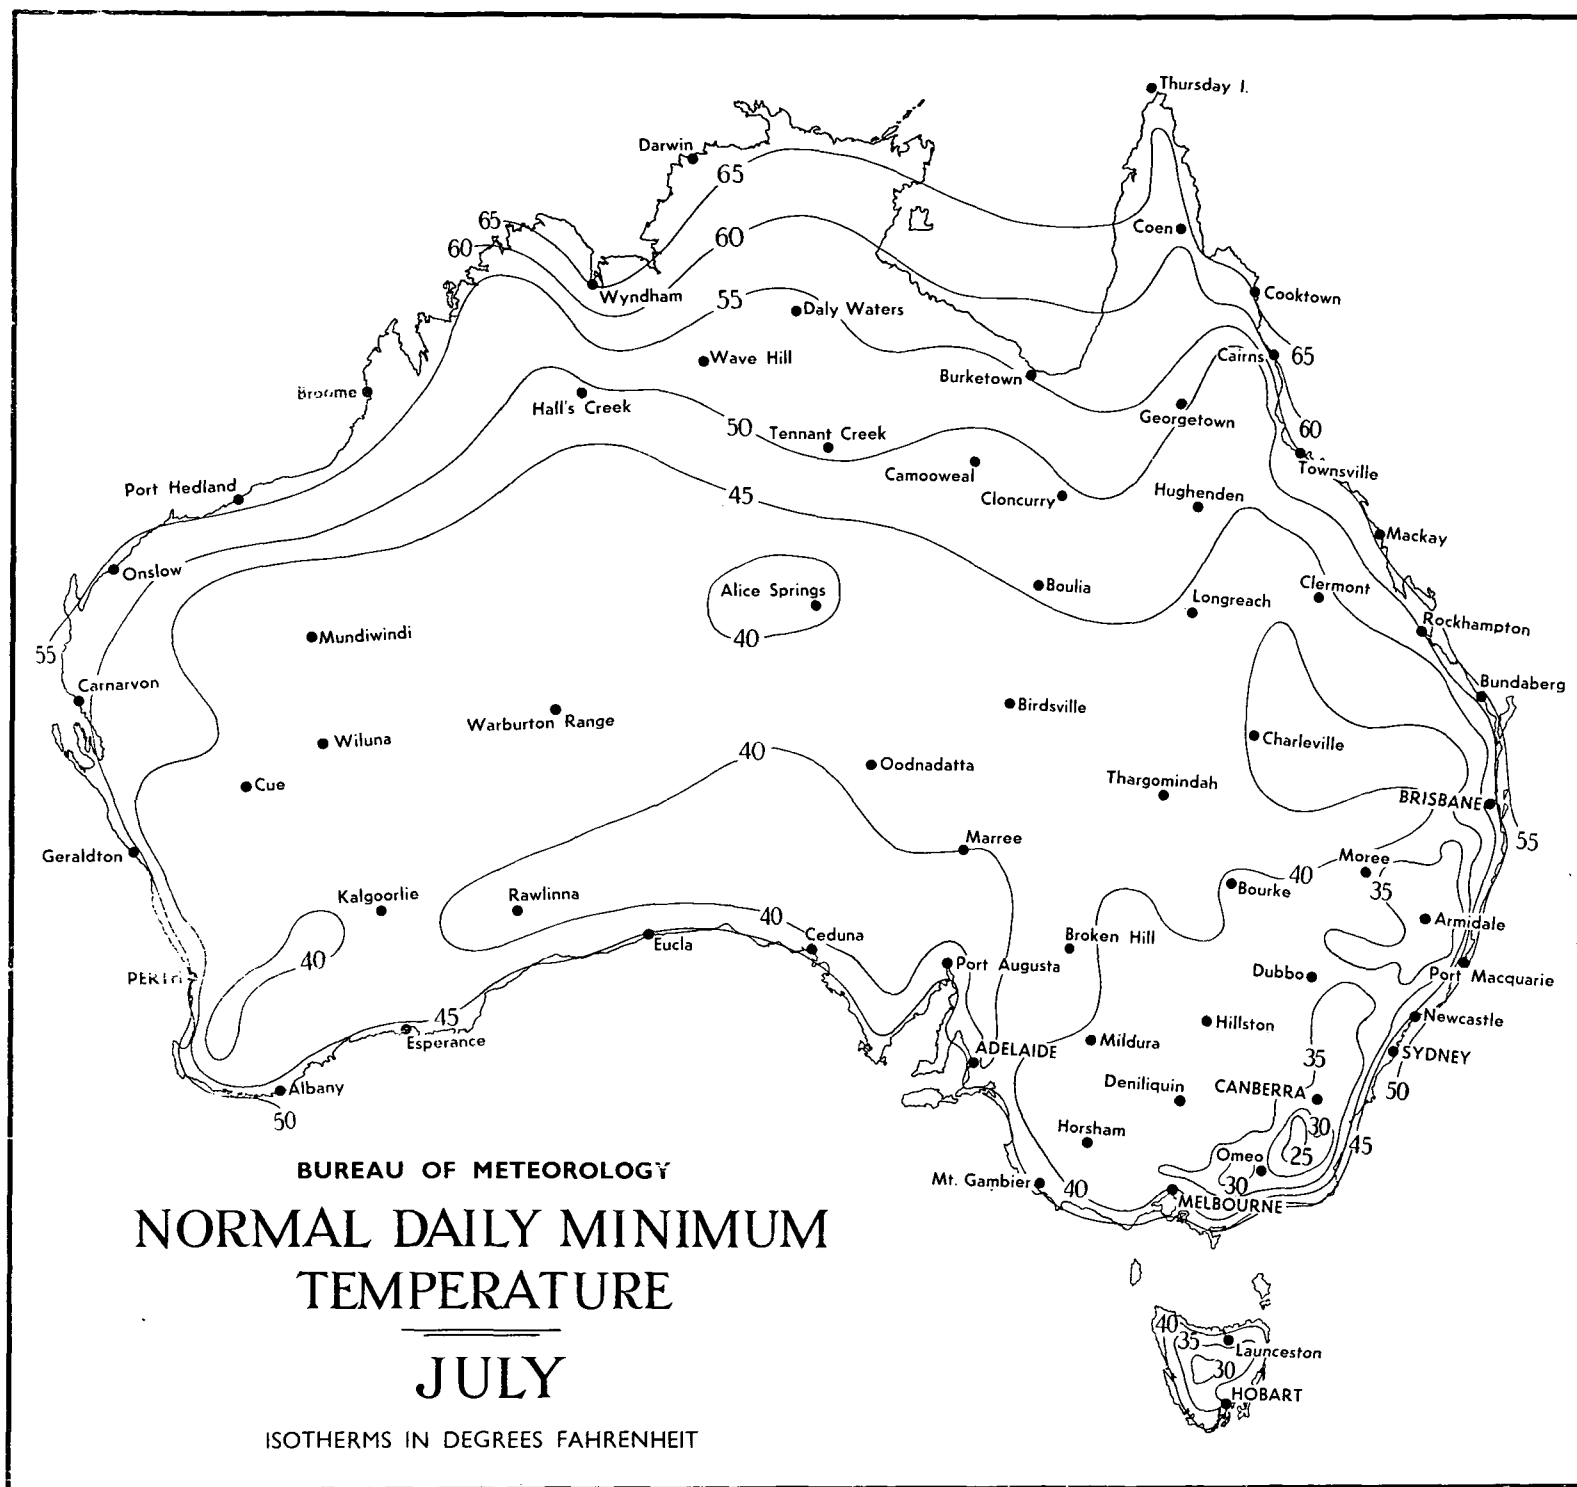 Thursday I.
Darwin
65
Coen
65
60
60
Wyndham
55
Daly Waters
Cooktown
Wave Hill
Cairns
65
Broome
Burketown
Hall's Creek
Georgetown
50
Tennant Creek
60
Camooweal
Townsville
Port Hedland
45
Cloncurry
Hughenden
Mackay
Onslow
Alice Springs
Boulia
Longreach
Clermont
Mundiwindi
40
Rockhampton
55
Carnarvon
Birdsville
Bundaberg
Warburton Range
Wiluna
40
Charleville
Oodnadatta
Cue
Thargomindah
BRISBANE
Marree
55
Geraldton
Moree
40
Kalgoorlie
Rawlinna
Bourke
35
40
Armidale
Eucla
Ceduna
Broken Hill
40
Port Augusta
PERTH
Dubbo
Port Macquarie
45
Newcastle
Esperance
Hillston
ADELAIDE
Mildura
35
SYDNEY
Albany
Deniliquin
CANBERRA
50
50
Horsham
30
45
Omeo
25
Mt. Gambier
40
30
MELBOURNE
BUREAU OF METEOROLOGY
NORMAL DAILY MINIMUM
TEMPERATURE
JULY
ISOTHERMS IN DEGREES FAHRENHEIT
40
35
Launceston
30
HOBART